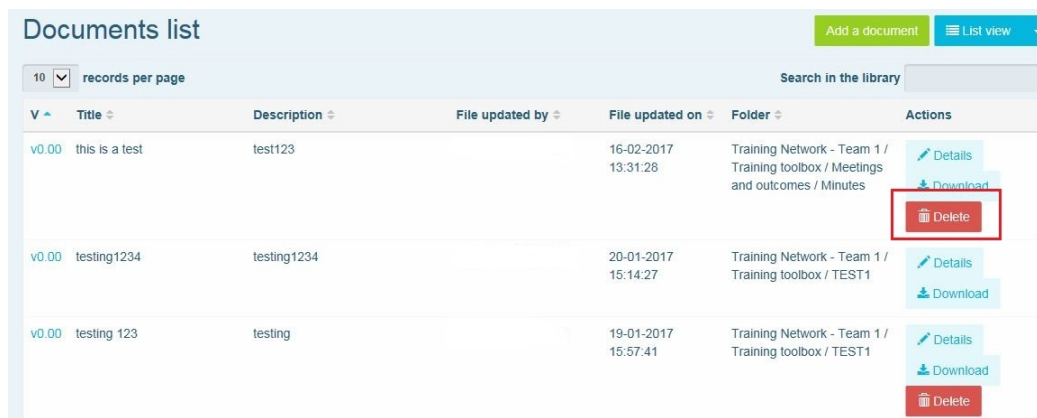 Documents list
Add a document
List view
10 records per page
Search in the library
V Title Description File updated by File updated on Folder Actions
v0.00 this is a test test123 16-02-2017 Training Network - Team 1 / Details
13:31:28 Training toolbox / Meetings
and outcomes / Minutes Download
Delete
v0.00 testing1234 testing1234 20-01-2017 Training Network - Team 1 / Details
15:14:27 Training toolbox / TEST1
Download
v0.00 testing 123 testing 19-01-2017 Training Network - Team 1 / Details
15:57:41 Training toolbox / TEST1
Download
Delete